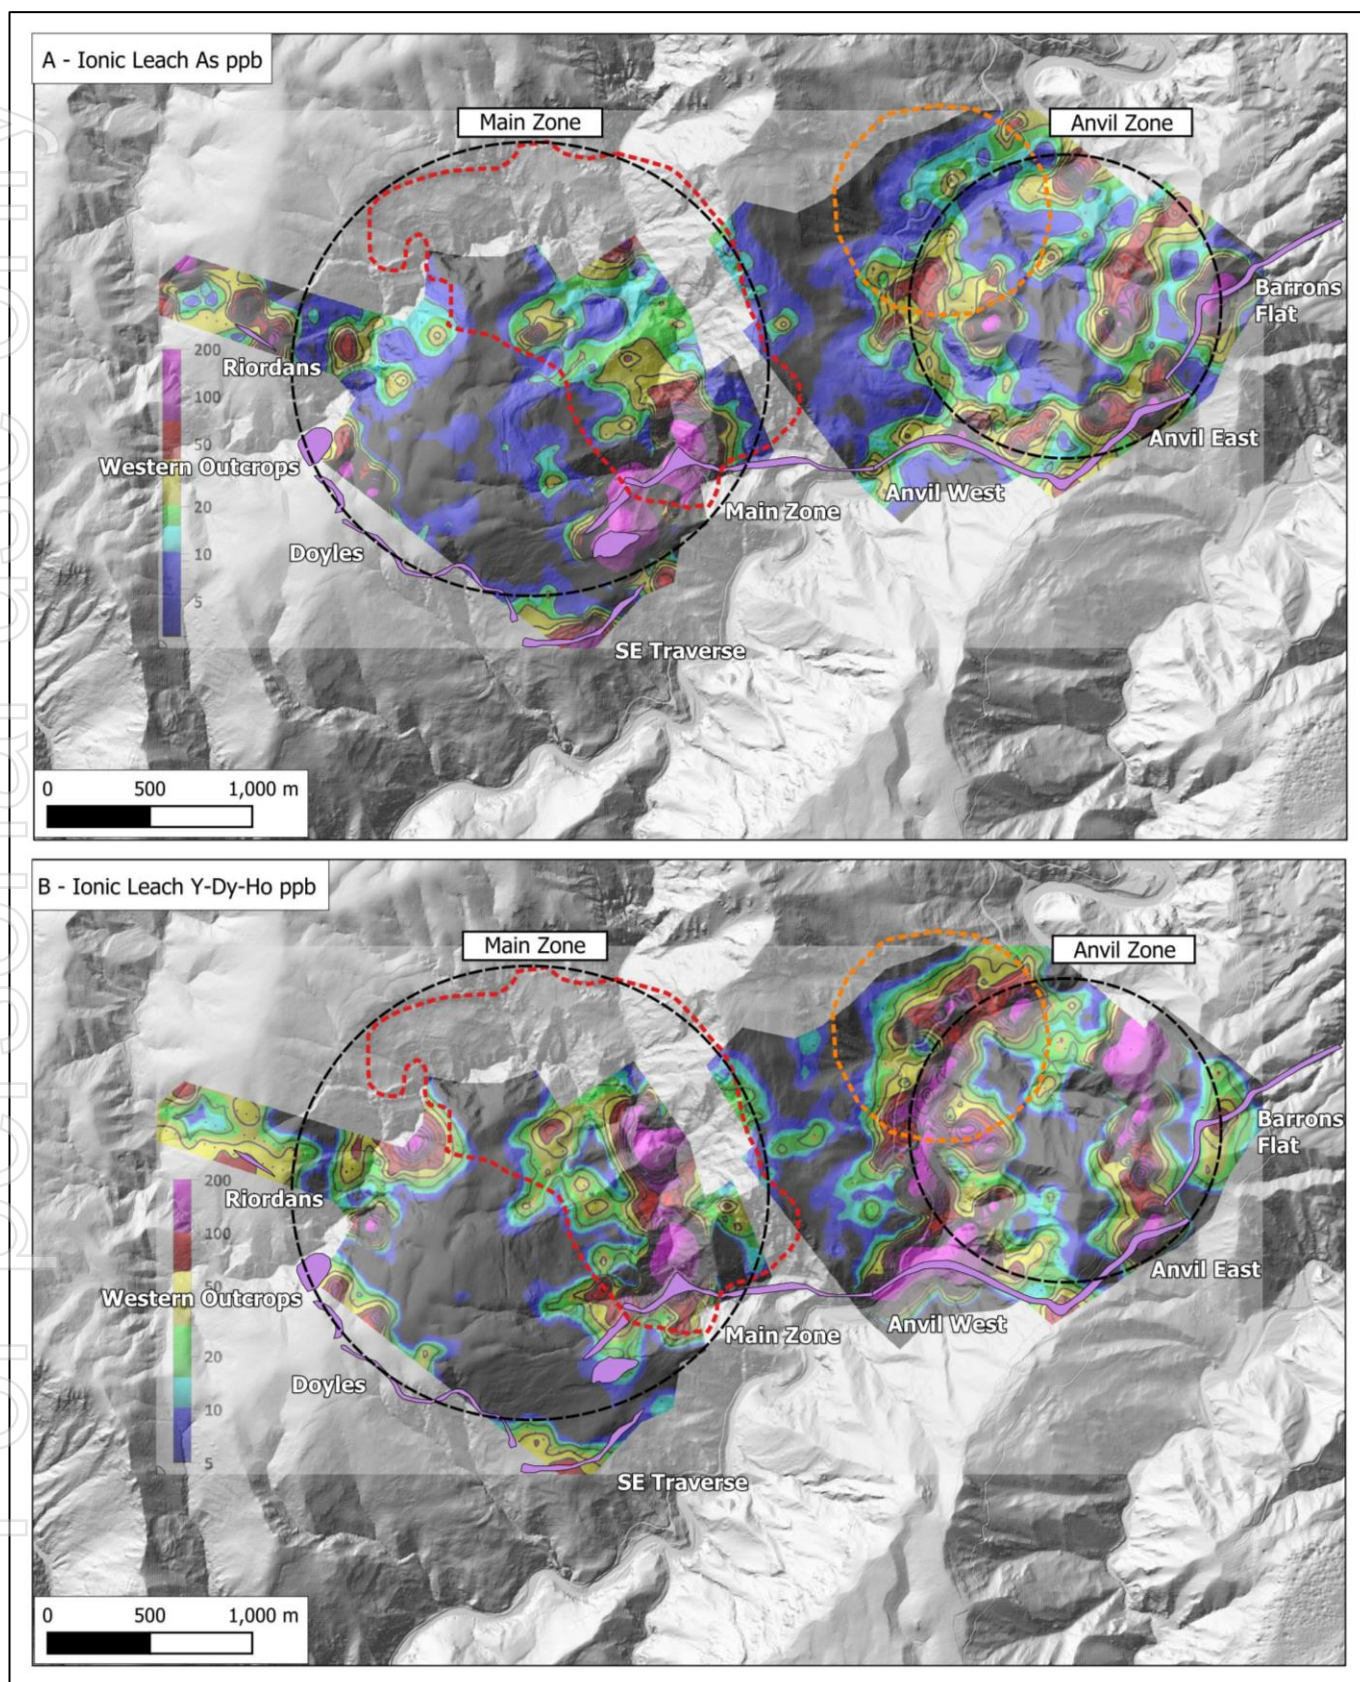 A - Ionic Leach As ppb
Main Zone
Anvil Zone
Barrons
Flat
Riordans
200
100
50
20
10
5
Western Outcrops
Anvil East
Anvil West
Main Zone
Doyles
SE Traverse
0 500 1,000 m
B - Ionic Leach Y-Dy-Ho ppb
Main Zone
Anvil Zone
Barrons
Flat
Riordans
200
100
50
20
10
5
Western Outcrops
Anvil East
Anvil West
Main Zone
Doyles
SE Traverse
0 500 1,000 m